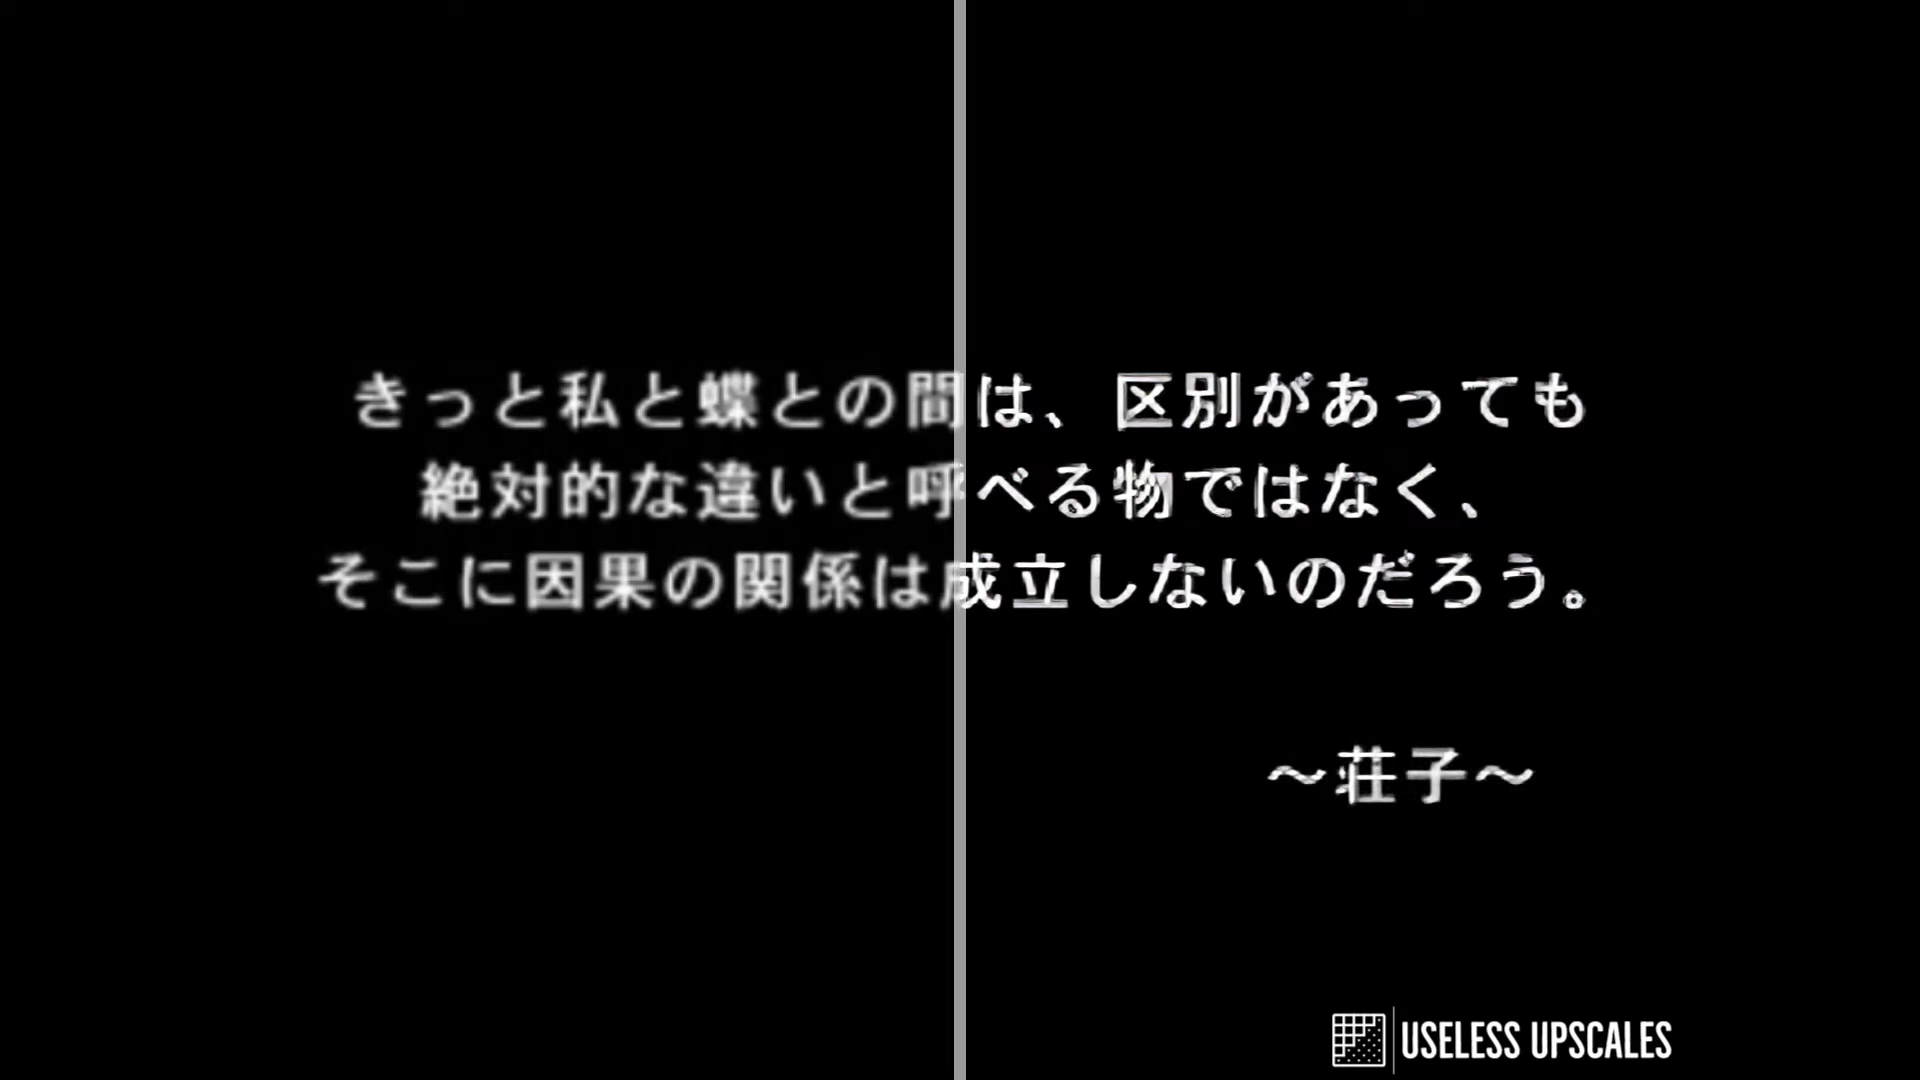 きっと私と蝶との間は、区別があっても
絶対的な違いと呼べる物ではなく、
そこに因果の関係は成立しないのだろう。
～荘子～
USELESS UPSCALES